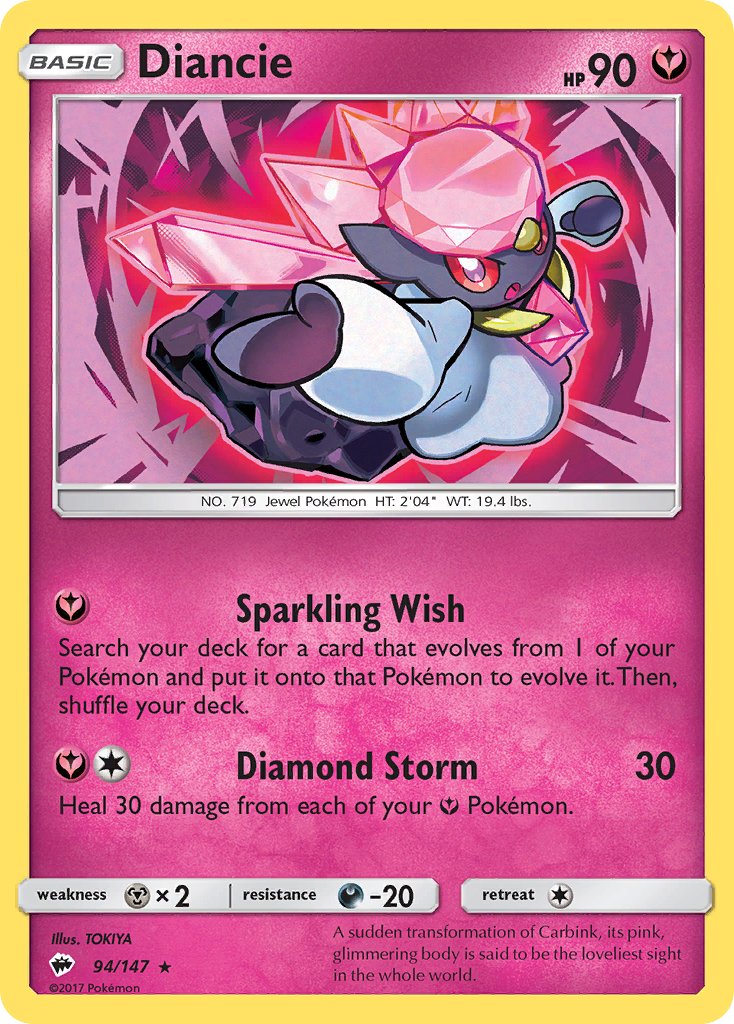 BASIC Diancie HP 90
NO. 719 Jewel Pokémon HT: 2'04" WT: 19.4 lbs.
Sparkling Wish
Search your deck for a card that evolves from 1 of your
Pokémon and put it onto that Pokémon to evolve it. Then,
shuffle your deck.
Diamond Storm 30
Heal 30 damage from each of your Pokémon.
weakness ×2 resistance -20 retreat
Illus. TOKIYA
94/147 ★
©2017 Pokémon
A sudden transformation of Carbink, its pink,
glimmering body is said to be the loveliest sight
in the whole world.